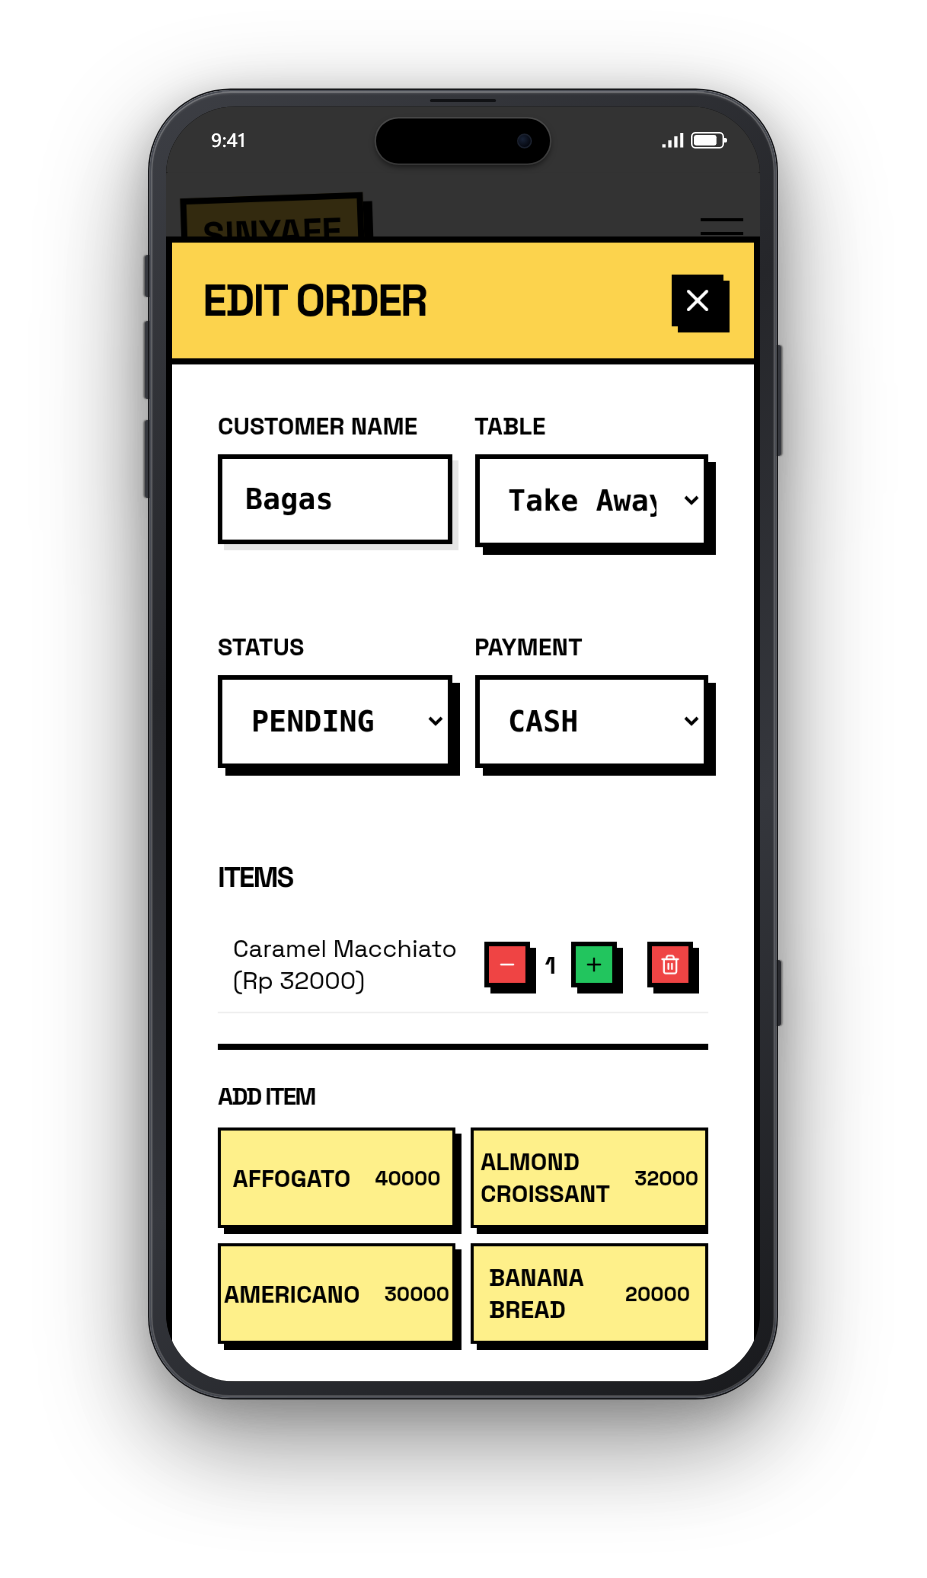 9:41
SINYAFE
EDIT ORDER
CUSTOMER NAME TABLE
Bagas Take Away
STATUS PAYMENT
PENDING CASH
ITEMS
Caramel Macchiato
(Rp 32000)
1
ADD ITEM
AFFOGATO 40000
ALMOND
CROISSANT 32000
AMERICANO 30000
BANANA
BREAD 20000